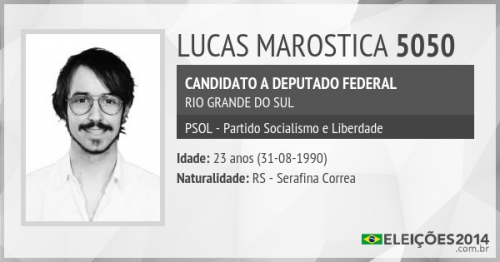 LUCAS MAROSTICA 5050
CANDIDATO A DEPUTADO FEDERAL
RIO GRANDE DO SUL
PSOL - Partido Socialismo e Liberdade
Idade: 23 anos (31-08-1990)
Naturalidade: RS - Serafina Correa
ELEIÇÕES2014
.com.br